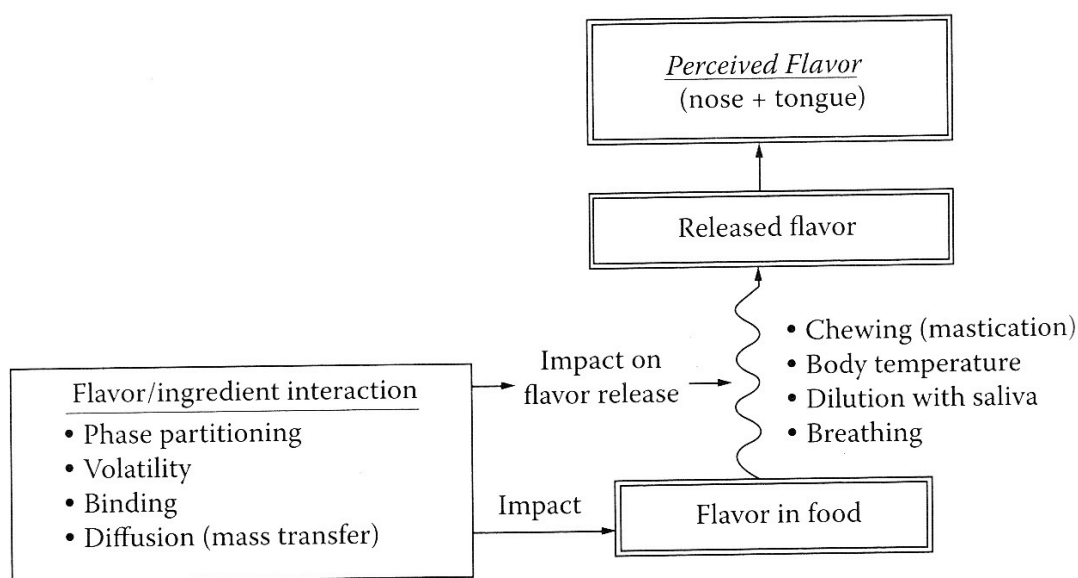 Perceived Flavor
(nose + tongue)
Released flavor
• Chewing (mastication)
• Body temperature
• Dilution with saliva
• Breathing
Impact on
flavor release
Flavor/ingredient interaction
• Phase partitioning
• Volatility
• Binding
• Diffusion (mass transfer)
Impact
Flavor in food